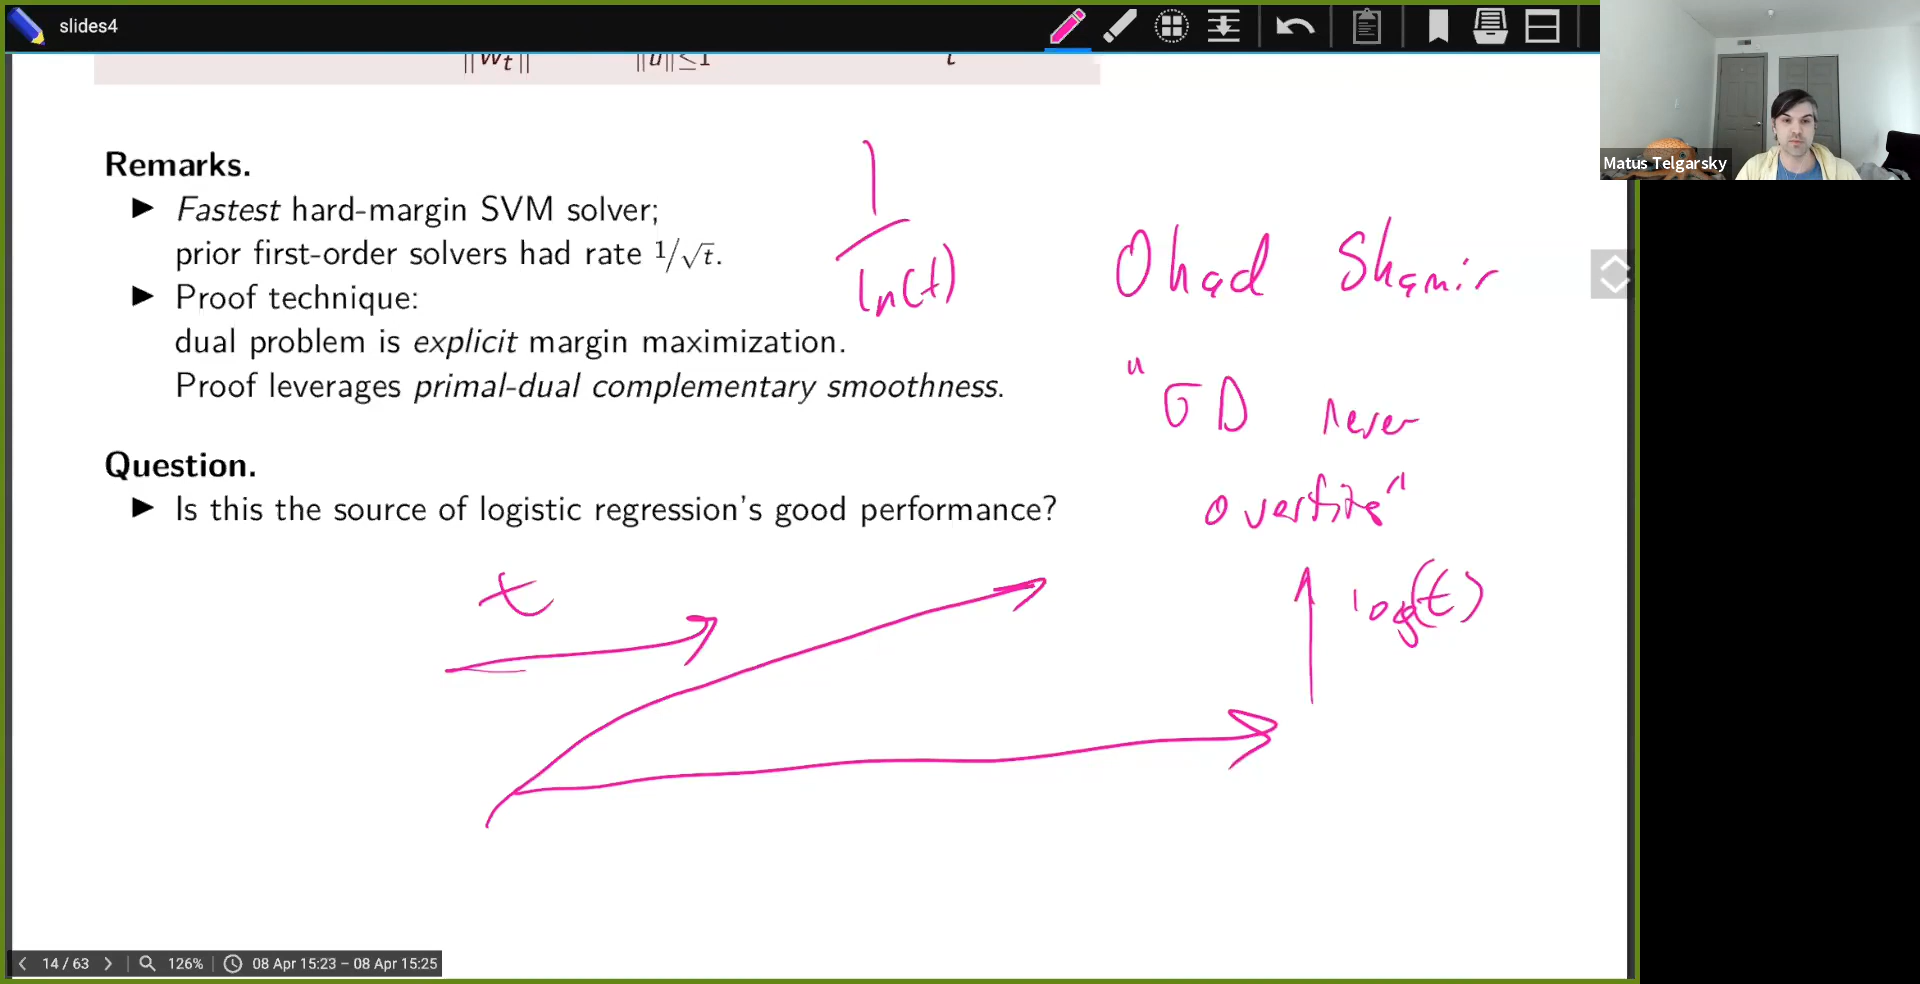 slides4
‖w_t‖ ‖u‖≤1 t
Remarks.
▶ Fastest hard-margin SVM solver;
prior first-order solvers had rate 1/√t.
▶ Proof technique:
dual problem is explicit margin maximization.
Proof leverages primal-dual complementary smoothness.
Question.
▶ Is this the source of logistic regression's good performance?
1
ln(t)
Ohad Shamir
"GD never
overfits"
t
log(t)
Matus Telgarsky
14 / 63 126% 08 Apr 15:23 – 08 Apr 15:25